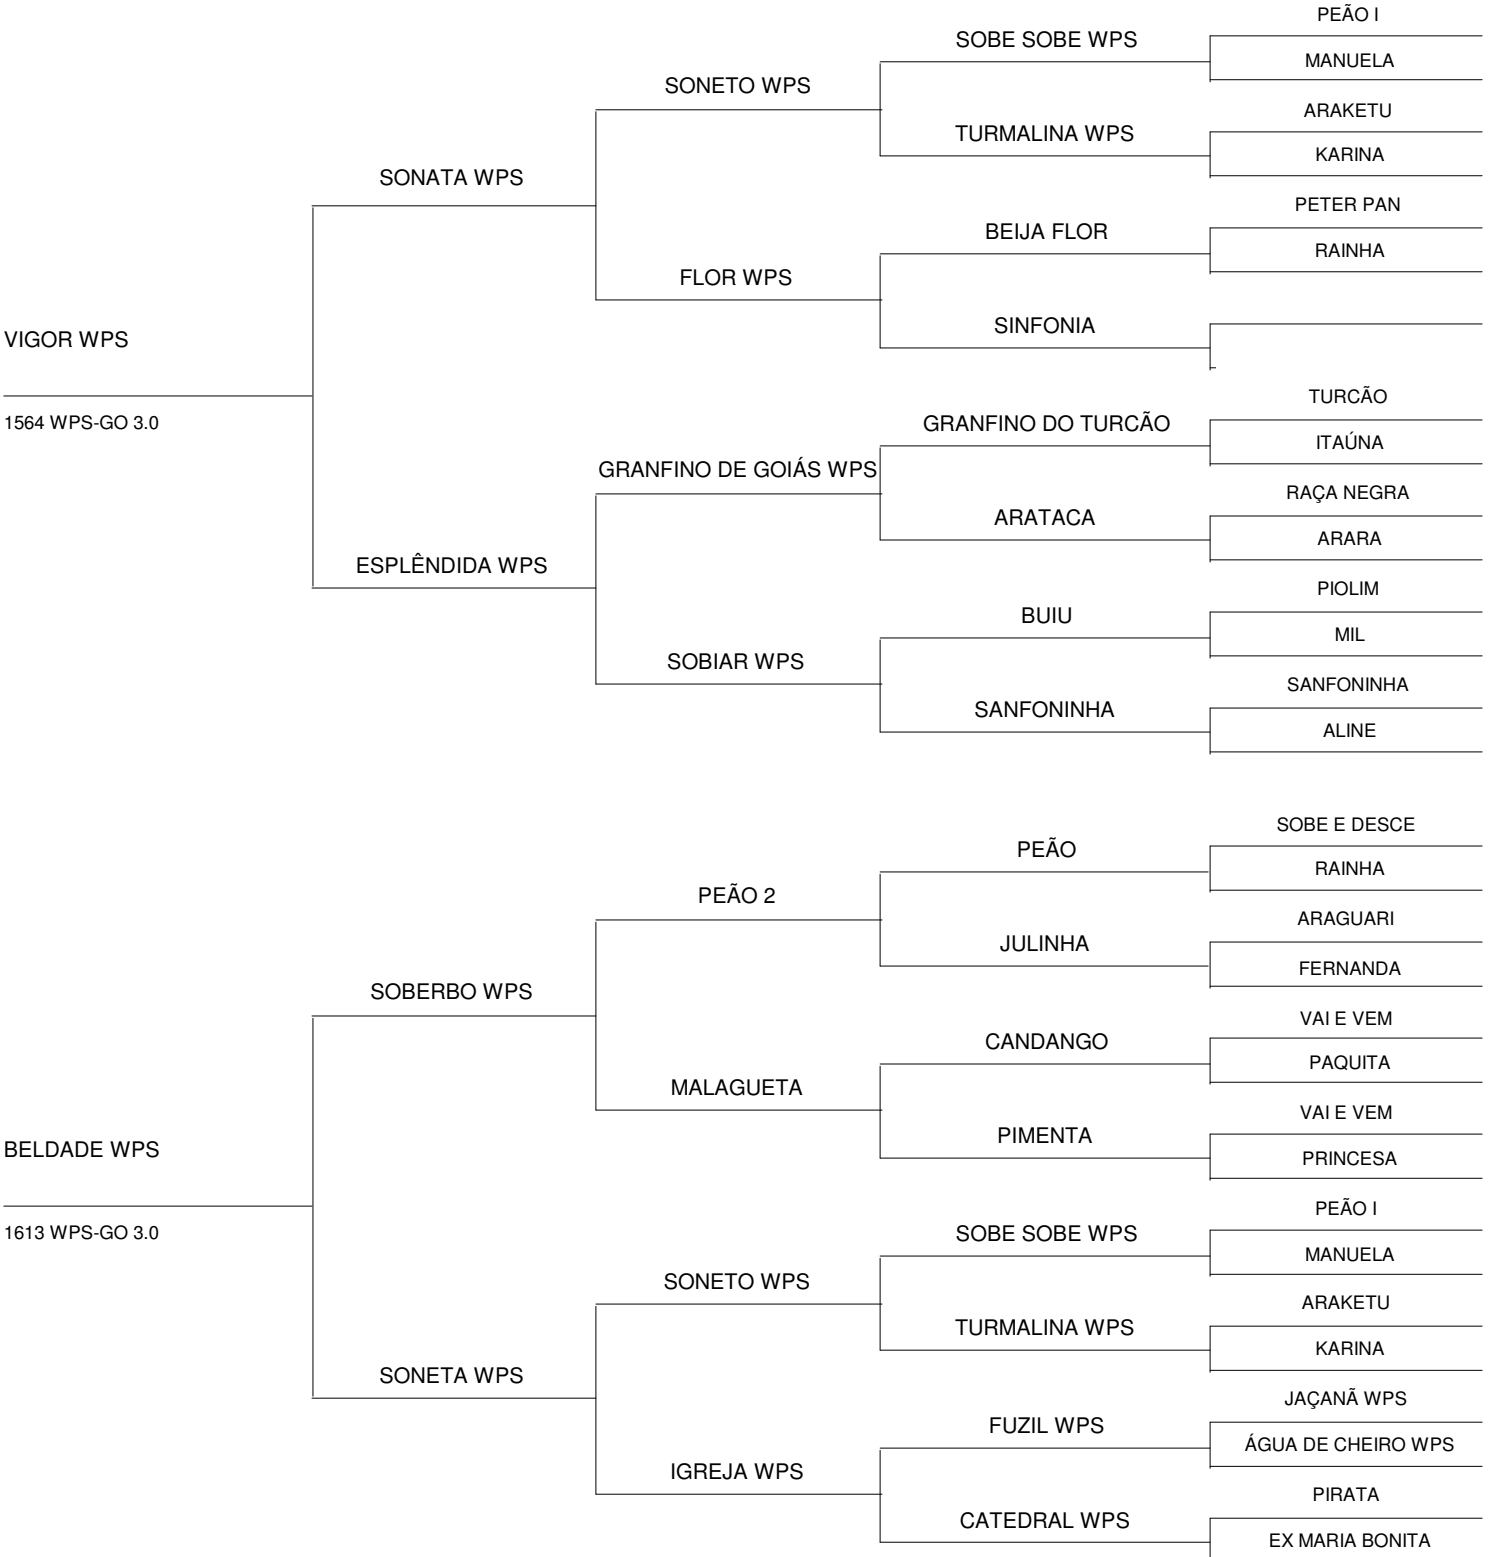 PEÃO I
SOBE SOBE WPS
MANUELA
SONETO WPS
ARAKETU
TURMALINA WPS
KARINA
SONATA WPS
PETER PAN
BEIJA FLOR
RAINHA
FLOR WPS
SINFONIA
VIGOR WPS
1564 WPS-GO 3.0
TURCÃO
GRANFINO DO TURCÃO
ITAÚNA
GRANFINO DE GOIÁS WPS
RAÇA NEGRA
ARATACA
ARARA
ESPLÊNDIDA WPS
PIOLIM
BUIU
MIL
SOBIAR WPS
SANFONINHA
SANFONINHA
ALINE
SOBE E DESCE
PEÃO
RAINHA
PEÃO 2
ARAGUARI
JULINHA
FERNANDA
SOBERBO WPS
VAI E VEM
CANDANGO
PAQUITA
MALAGUETA
VAI E VEM
PIMENTA
PRINCESA
BELDADE WPS
1613 WPS-GO 3.0
PEÃO I
SOBE SOBE WPS
MANUELA
SONETO WPS
ARAKETU
TURMALINA WPS
KARINA
SONETA WPS
JAÇANÃ WPS
FUZIL WPS
ÁGUA DE CHEIRO WPS
IGREJA WPS
PIRATA
CATEDRAL WPS
EX MARIA BONITA